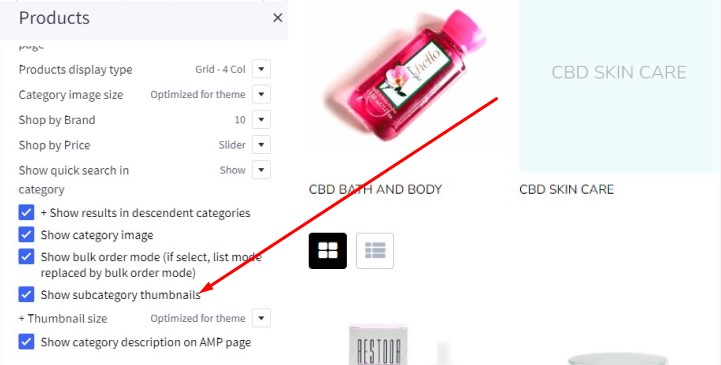 Products
Products display type Grid - 4 Col
Category image size Optimized for theme
Shop by Brand 10
Shop by Price Slider
Show quick search in
category Show
+ Show results in descendent categories
Show category image
Show bulk order mode (if select, list mode
replaced by bulk order mode)
Show subcategory thumbnails
+ Thumbnail size Optimized for theme
Show category description on AMP page
hello
CBD SKIN CARE
CBD BATH AND BODY
CBD SKIN CARE